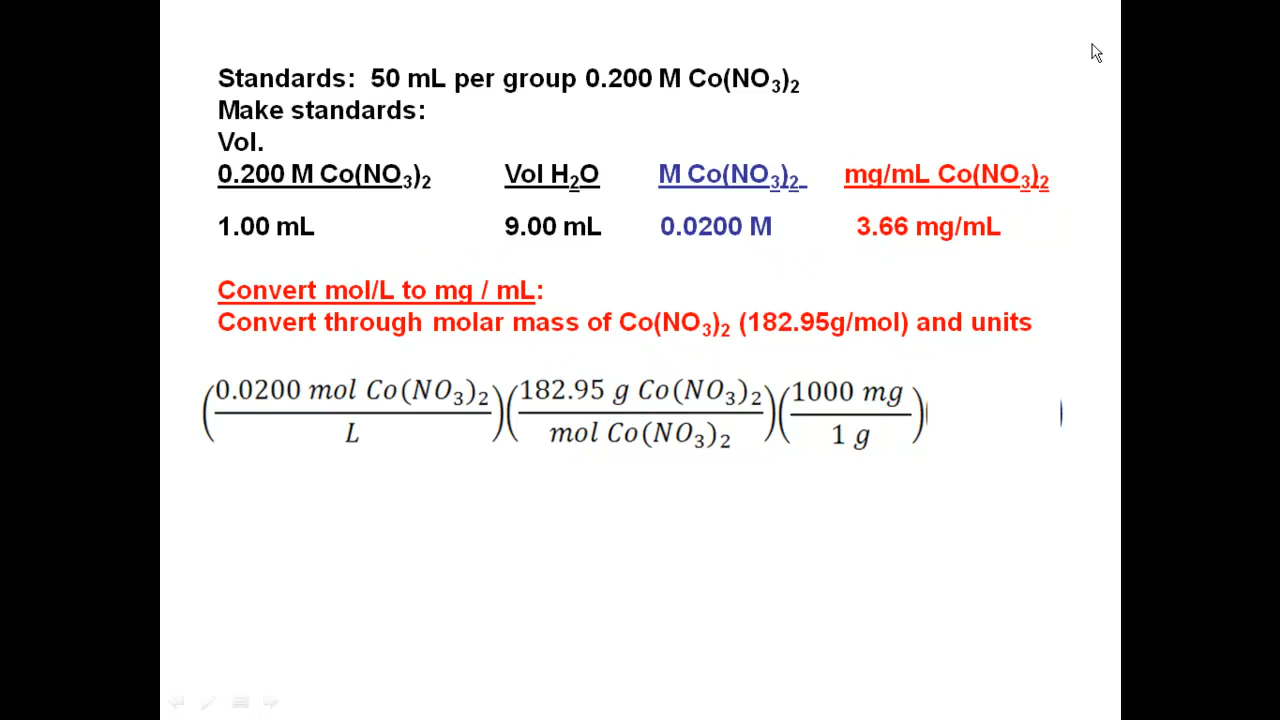 Standards: 50 mL per group 0.200 M Co(NO₃)₂
Make standards:
Vol.
0.200 M Co(NO₃)₂ Vol H₂O M Co(NO₃)₂ mg/mL Co(NO₃)₂
1.00 mL 9.00 mL 0.0200 M 3.66 mg/mL
Convert mol/L to mg / mL:
Convert through molar mass of Co(NO₃)₂ (182.95g/mol) and units
(0.0200 mol Co(NO₃)₂ / L)(182.95 g Co(NO₃)₂ / mol Co(NO₃)₂)(1000 mg / 1 g)